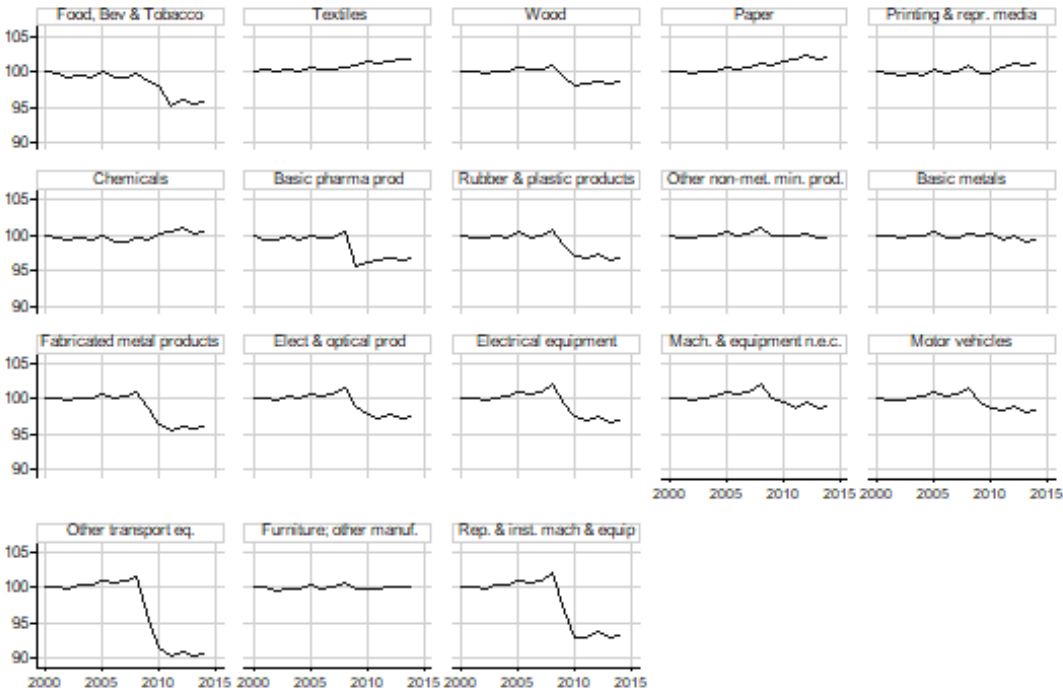 Food, Bev & Tobacco Textiles Wood Paper Printing & repr. media
105
100
95
90
Chemicals Basic pharma prod Rubber & plastic products Other non-met. min. prod. Basic metals
105
100
95
90
Fabricated metal products Elect & optical prod Electrical equipment Mach. & equipment n.e.c. Motor vehicles
105
100
95
90
2000 2005 2010 2015 2000 2005 2010 2015
Other transport eq. Furniture; other manuf. Rep. & inst. mach & equip
105
100
95
90
2000 2005 2010 2015 2000 2005 2010 2015 2000 2005 2010 2015